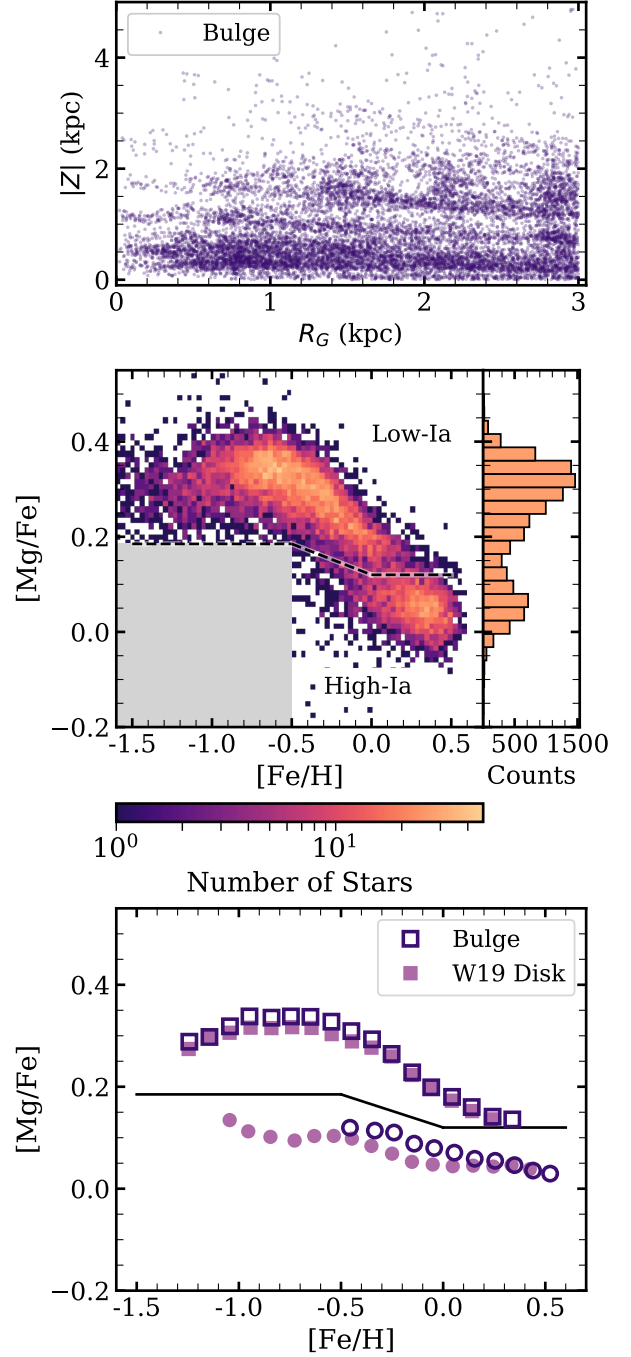 Bulge
4
2
0
|Z| (kpc)
0 1 2 3
R_G (kpc)
Low-Ia
High-Ia
0.4
0.2
0.0
−0.2
[Mg/Fe]
-1.5 -1.0 -0.5 0.0 0.5
500 1500
[Fe/H]
Counts
10^0 10^1
Number of Stars
Bulge
W19 Disk
0.4
0.2
0.0
−0.2
[Mg/Fe]
-1.5 -1.0 -0.5 0.0 0.5
[Fe/H]